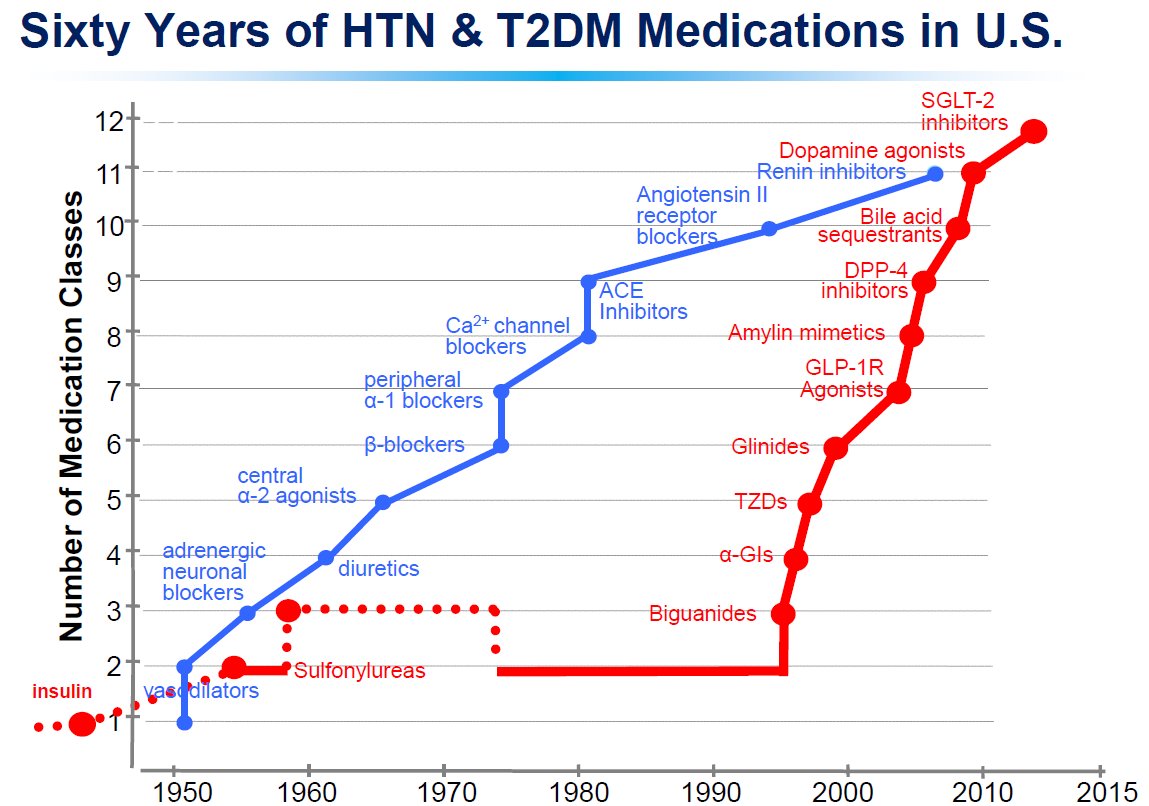 Sixty Years of HTN & T2DM Medications in U.S.
Number of Medication Classes
12
11
10
9
8
7
6
5
4
3
2
1
SGLT-2
inhibitors
Dopamine agonists
Renin inhibitors
Angiotensin II
receptor
blockers
Bile acid
sequestrants
DPP-4
inhibitors
ACE
Inhibitors
Ca2+ channel
blockers
Amylin mimetics
GLP-1R
Agonists
peripheral
α-1 blockers
β-blockers
Glinides
central
α-2 agonists
TZDs
adrenergic
neuronal
blockers
diuretics
α-GIs
Biguanides
Sulfonylureas
insulin
vasodilators
1950 1960 1970 1980 1990 2000 2010 2015